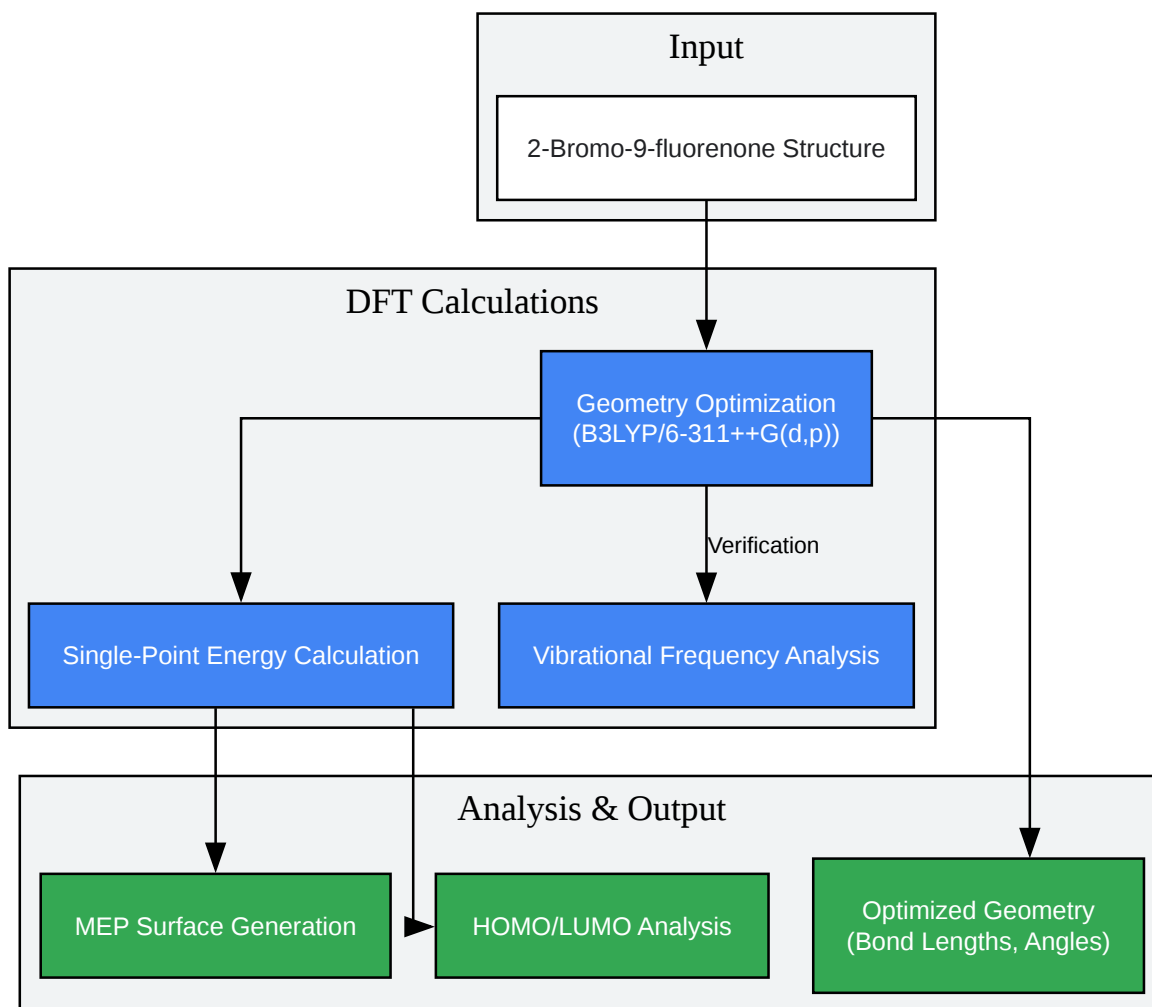 Input
2-Bromo-9-fluorenone Structure
DFT Calculations
Geometry Optimization
(B3LYP/6-311++G(d,p))
Verification
Single-Point Energy Calculation
Vibrational Frequency Analysis
Analysis & Output
MEP Surface Generation
HOMO/LUMO Analysis
Optimized Geometry
(Bond Lengths, Angles)